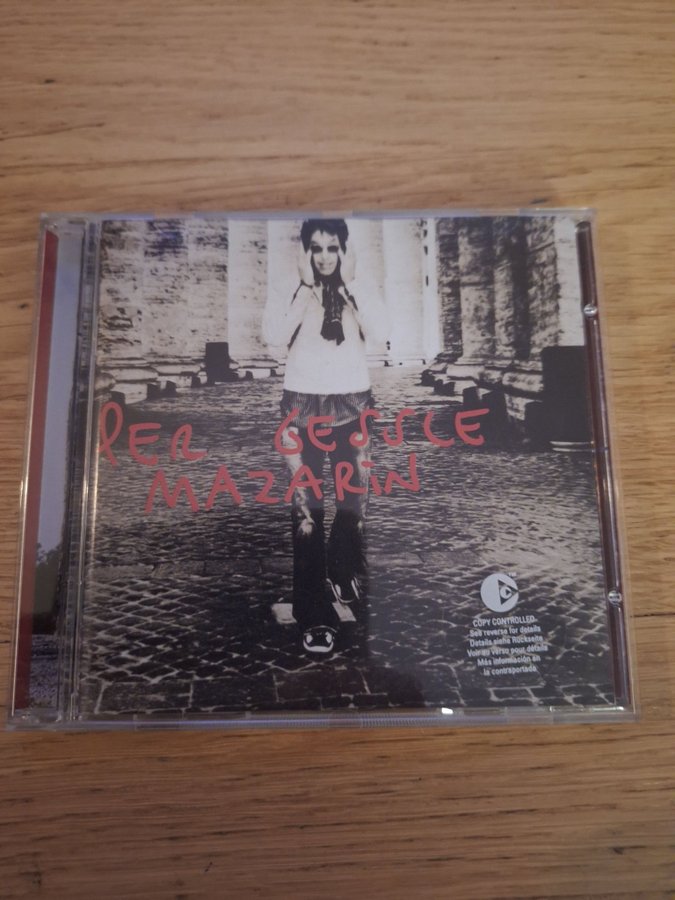 PER GESSLE
MAZARiN
TM
COPY CONTROLLED.
See reverse for details
Details siehe Rückseite
Voir au verso pour détails
Más información en
la contraportada